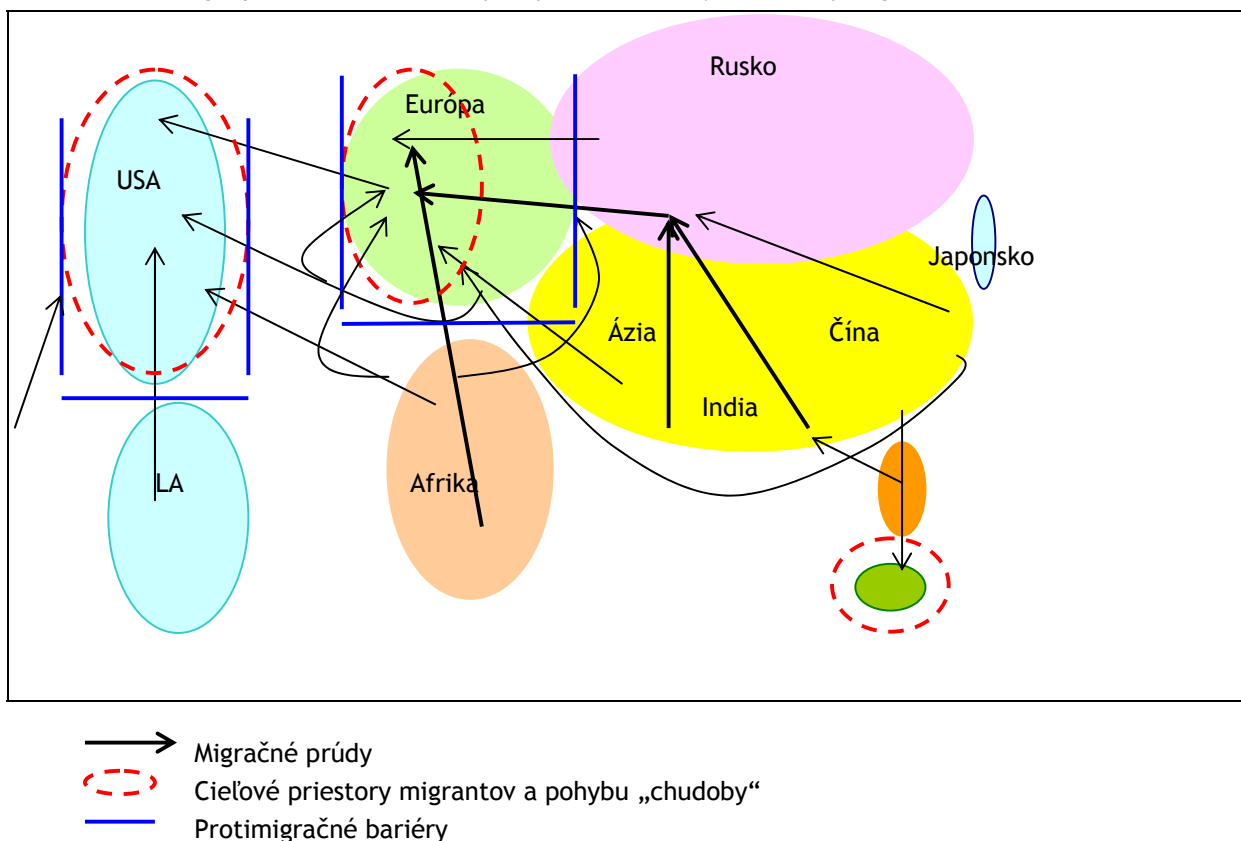 Rusko
Európa
USA
Japonsko
Ázia
Čína
India
LA
Afrika
Migračné prúdy
Cieľové priestory migrantov a pohybu „chudoby“
Protimigračné bariéry